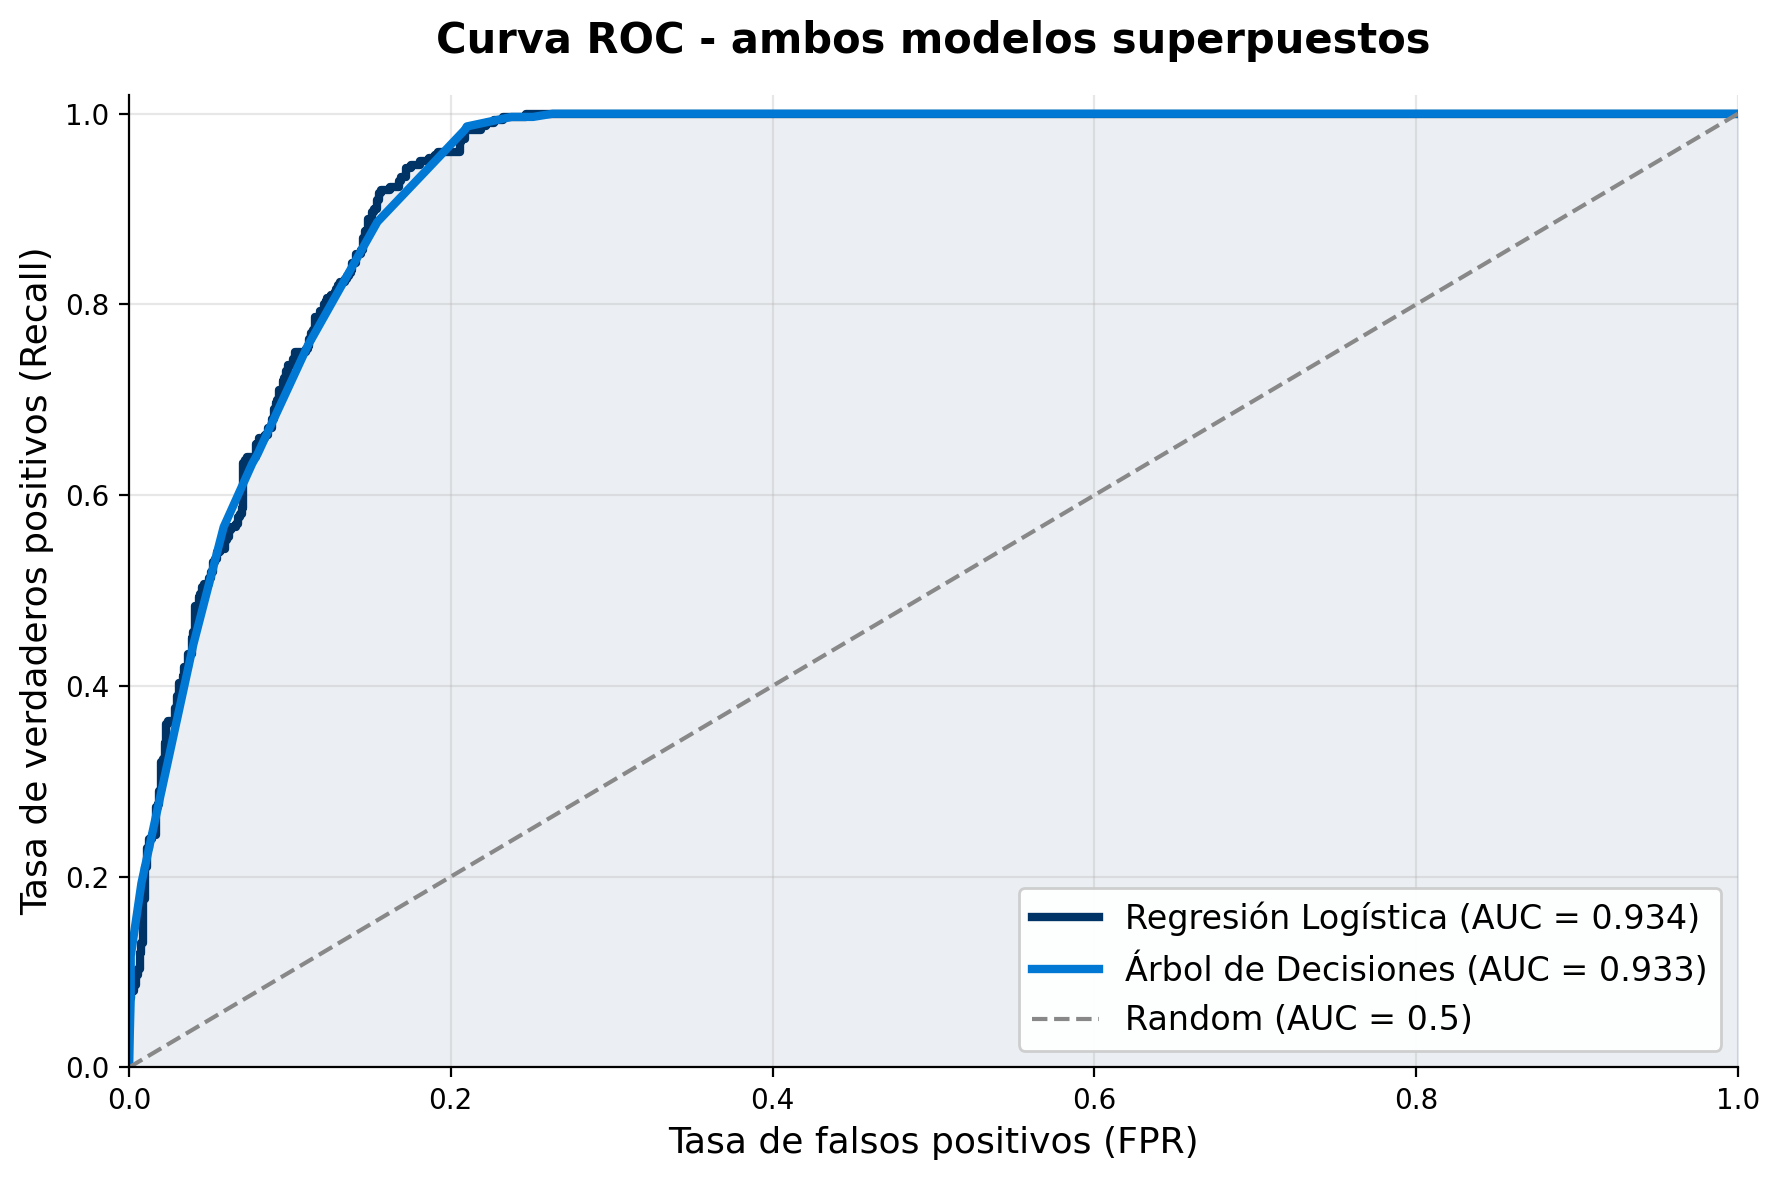 Curva ROC - ambos modelos superpuestos
Tasa de verdaderos positivos (Recall)
1.0
0.8
0.6
0.4
0.2
0.0
Regresión Logística (AUC = 0.934)
Árbol de Decisiones (AUC = 0.933)
Random (AUC = 0.5)
0.0 0.2 0.4 0.6 0.8 1.0
Tasa de falsos positivos (FPR)